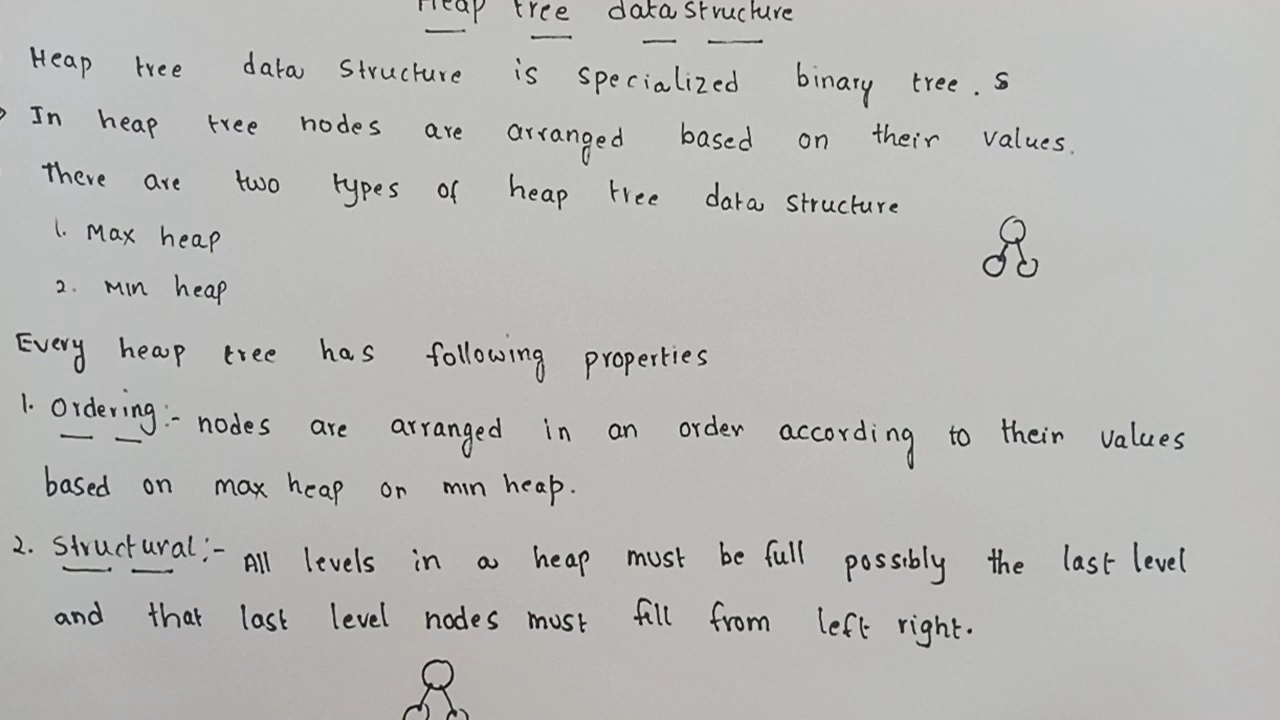 Heap tree data structure
Heap tree data structure is specialized binary tree. s
In heap tree nodes are arranged based on their values.
There are two types of heap tree data structure
1. Max heap
2. Min heap
Every heap tree has following properties
1. Ordering:- nodes are arranged in an order according to their values
based on max heap or min heap.
2. Structural:- All levels in a heap must be full possibly the last level
and that last level nodes must fill from left right.